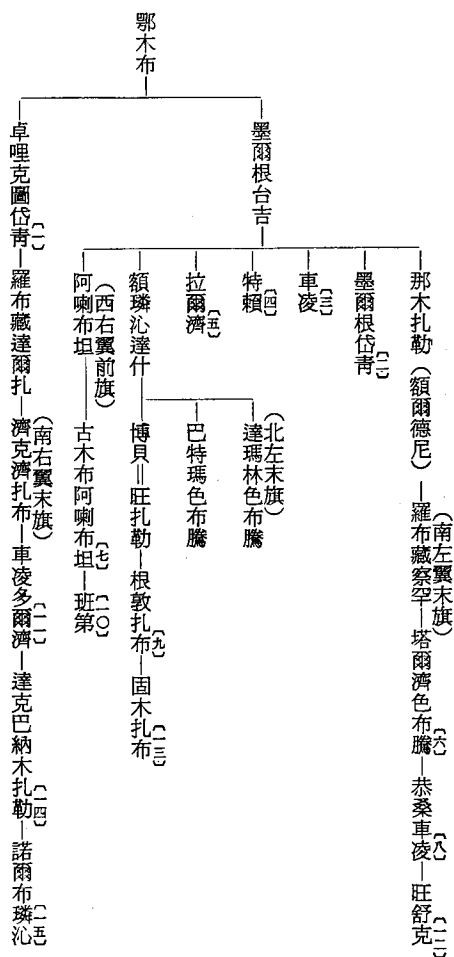 鄂木布
墨爾根台吉
那木扎勒（額爾德尼）—羅布藏察罕—塔爾濟色布騰〔六〕—恭桑車凌〔八〕—旺舒克〔一二〕
（南左翼末旗）
墨爾根岱靑〔二〕
車凌〔三〕
特賴〔四〕
拉爾濟〔五〕
額璘沁達什
（北左末旗）
達瑪林色布騰
巴特瑪色布騰
博貝＝旺扎勒—根敦扎布〔九〕—固木扎布〔一三〕
（西右翼前旗）
阿喇布坦—古木布阿喇布坦〔七〕—班第〔一〇〕
（南右翼末旗）
卓哩克圖岱靑〔一〕—羅布藏達爾扎—濟克濟扎布—車凌多爾濟〔一一〕—達克巴納木扎勒〔一四〕—諾爾布璘沁〔一五〕